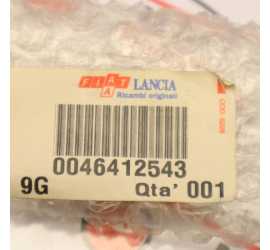 FIAT LANCIA
A
Ricambi originali
0046412543
9G Qta' 001